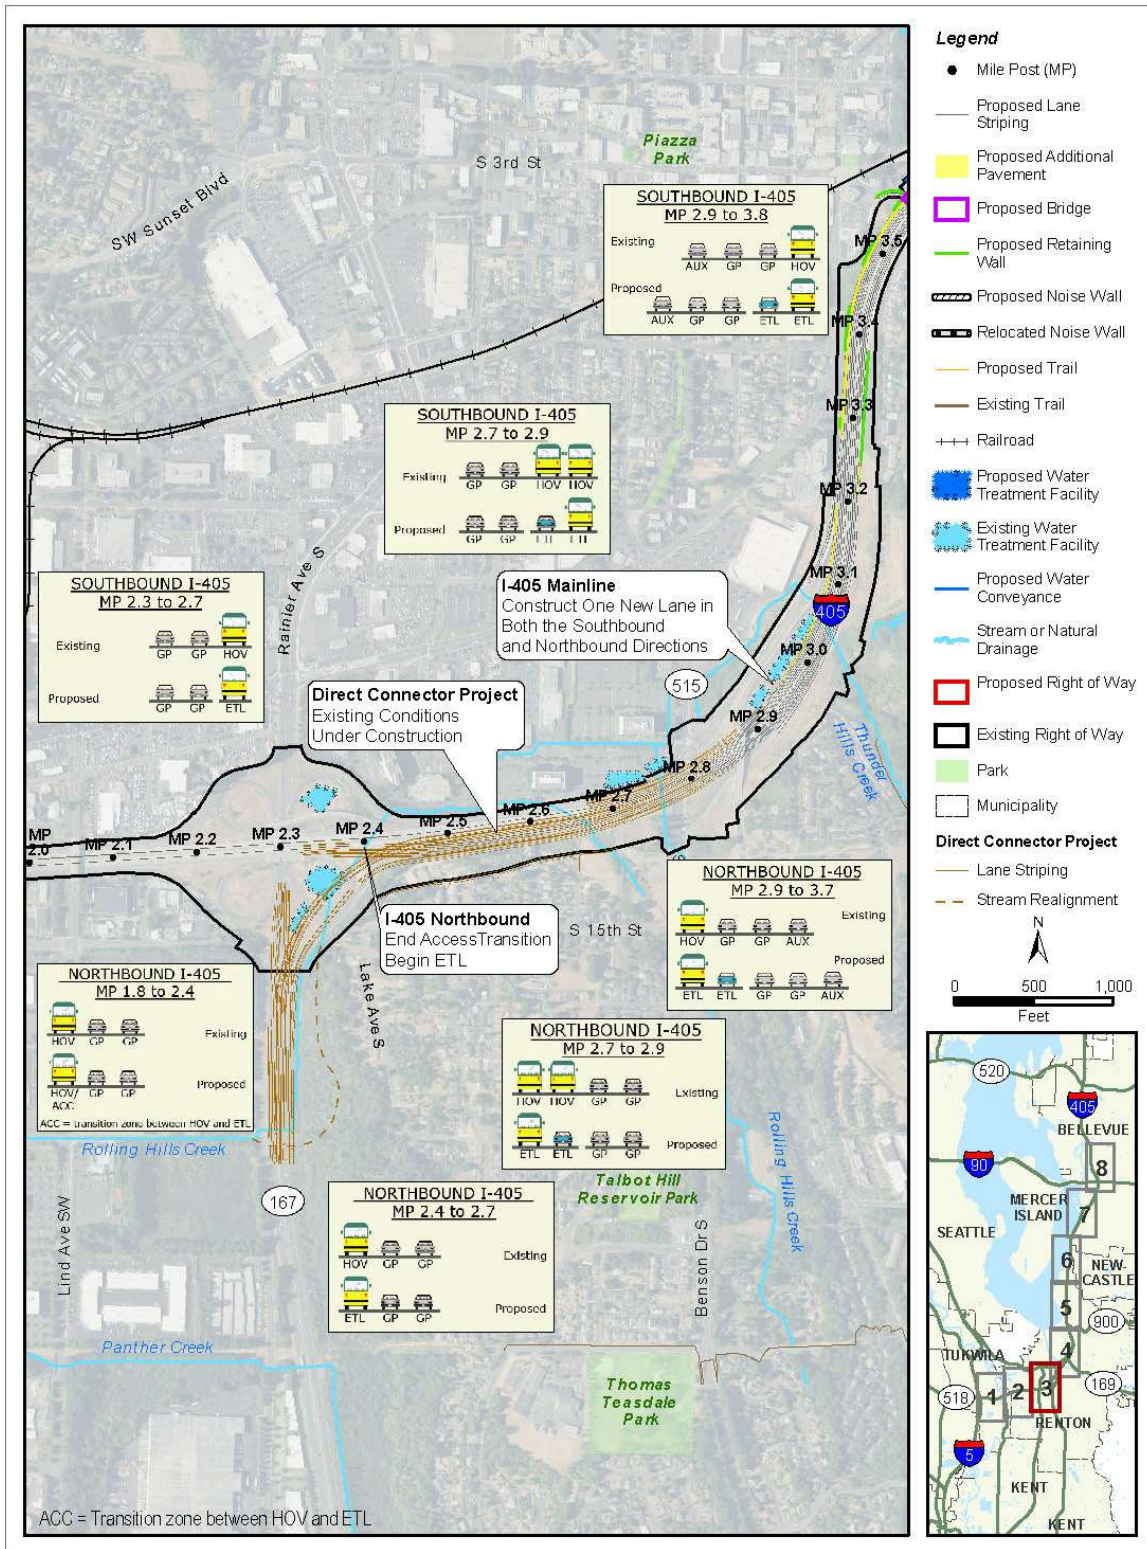 Piazza
Park
S 3rd St
SW Sunset Blvd
SOUTHBOUND I-405
MP 2.9 to 3.8
Existing
AUX GP GP HOV
Proposed
AUX GP GP ETL ETL
MP 3.5
MP 3.4
MP 3.3
MP 3.2
MP 3.1
405
MP 3.0
MP 2.9
SOUTHBOUND I-405
MP 2.7 to 2.9
Existing
GP GP HOV HOV
Proposed
GP GP ETL ETL
SOUTHBOUND I-405
MP 2.3 to 2.7
Existing
GP GP HOV
Proposed
GP GP ETL
Rainier Ave S
I-405 Mainline
Construct One New Lane in
Both the Southbound
and Northbound Directions
515
Direct Connector Project
Existing Conditions
Under Construction
Thunder
Hills Creek
MP
2.0
MP 2.1
MP 2.2
MP 2.3
MP 2.4
MP 2.5
MP 2.6
MP 2.7
MP 2.8
I-405 Northbound
End AccessTransition
Begin ETL
S 15th St
Lake Ave S
NORTHBOUND I-405
MP 2.9 to 3.7
Existing
HOV GP GP AUX
Proposed
ETL ETL GP GP AUX
NORTHBOUND I-405
MP 1.8 to 2.4
Existing
HOV GP GP
Proposed
HOV/
ACC GP GP
ACC = transition zone between HOV and ETL
NORTHBOUND I-405
MP 2.7 to 2.9
Existing
HOV HOV GP GP
Proposed
ETL ETL GP GP
Rolling Hills Creek
Rolling Hills Creek
Talbot Hill
Reservoir Park
167
NORTHBOUND I-405
MP 2.4 to 2.7
Existing
HOV GP GP
Proposed
ETL GP GP
Lind Ave SW
Benson Dr S
Panther Creek
Thomas
Teasdale
Park
ACC = Transition zone between HOV and ETL
Legend
Mile Post (MP)
Proposed Lane
Striping
Proposed Additional
Pavement
Proposed Bridge
Proposed Retaining
Wall
Proposed Noise Wall
Relocated Noise Wall
Proposed Trail
Existing Trail
Railroad
Proposed Water
Treatment Facility
Existing Water
Treatment Facility
Proposed Water
Conveyance
Stream or Natural
Drainage
Proposed Right of Way
Existing Right of Way
Park
Municipality
Direct Connector Project
Lane Striping
Stream Realignment
N
0 500 1,000
Feet
520
405
BELLEVUE
90
8
MERCER
ISLAND
7
SEATTLE
6
NEW-
CASTLE
5
900
4
TUKWILA
518
1
2
3
169
RENTON
5
KENT
KENT